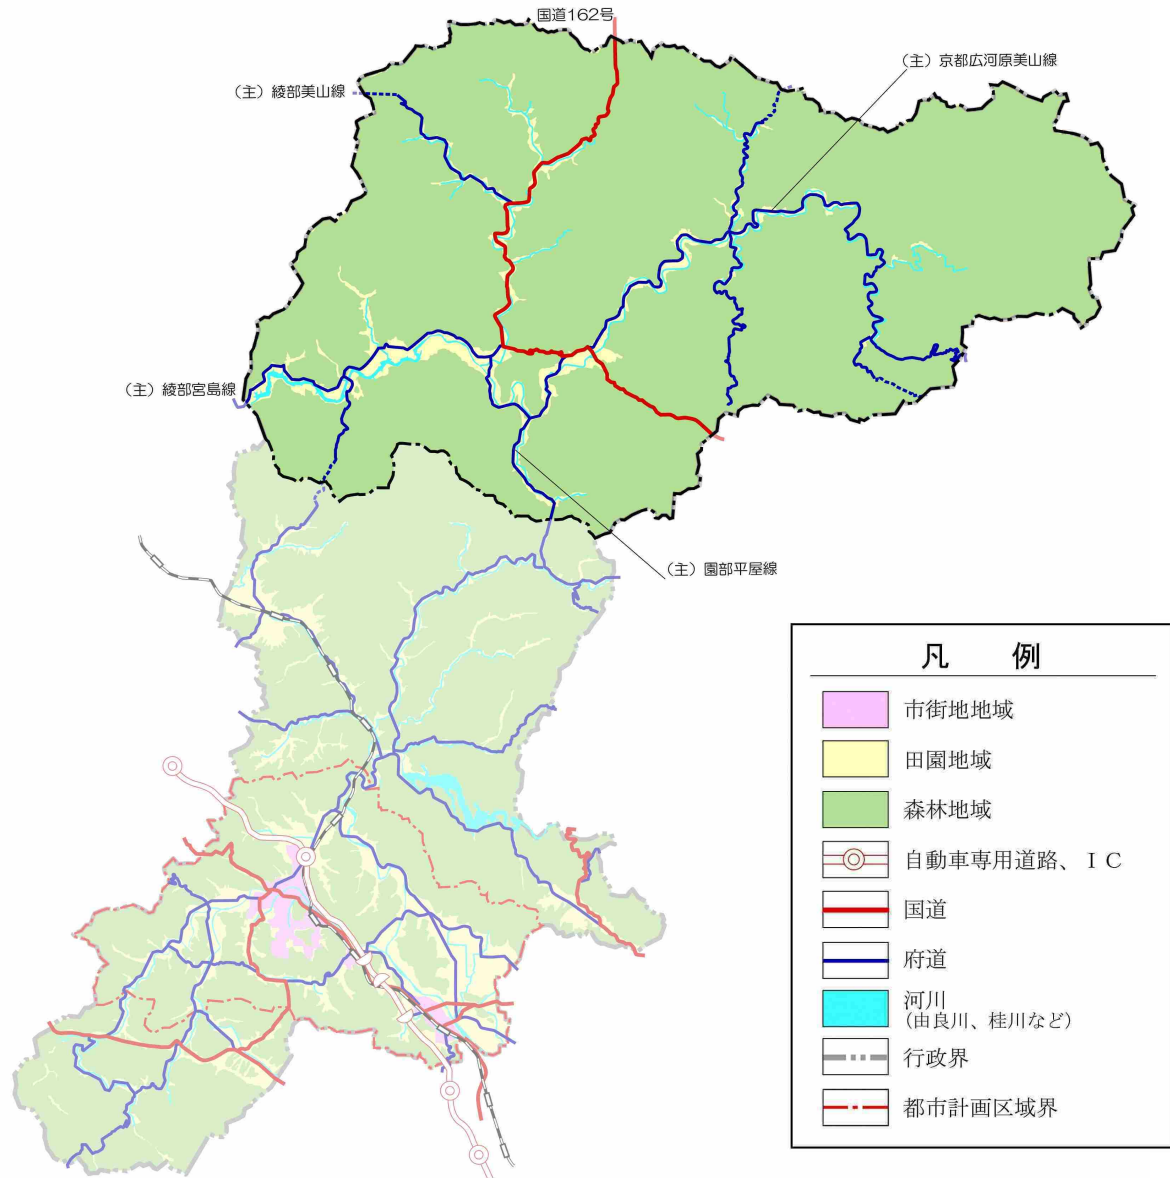 国道162号
(主) 京都広河原美山線
(主) 綾部美山線
(主) 綾部宮島線
(主) 園部平屋線
凡 例
市街地地域
田園地域
森林地域
自動車専用道路、ＩＣ
国道
府道
河川
(由良川、桂川など)
行政界
都市計画区域界